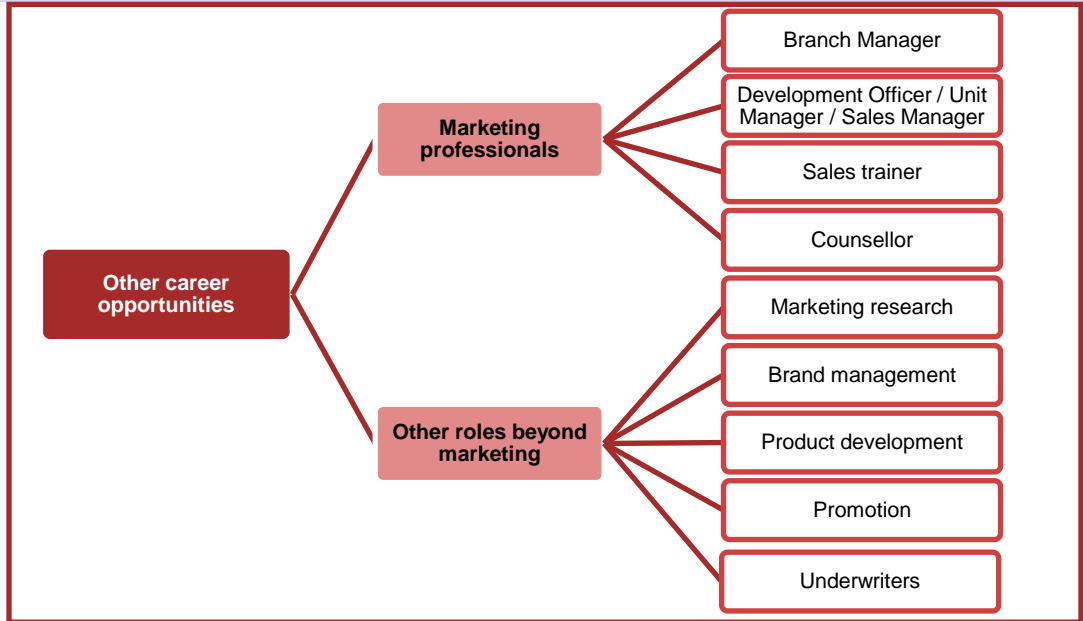 Other career
opportunities
Marketing
professionals
Branch Manager
Development Officer / Unit
Manager / Sales Manager
Sales trainer
Counsellor
Other roles beyond
marketing
Marketing research
Brand management
Product development
Promotion
Underwriters